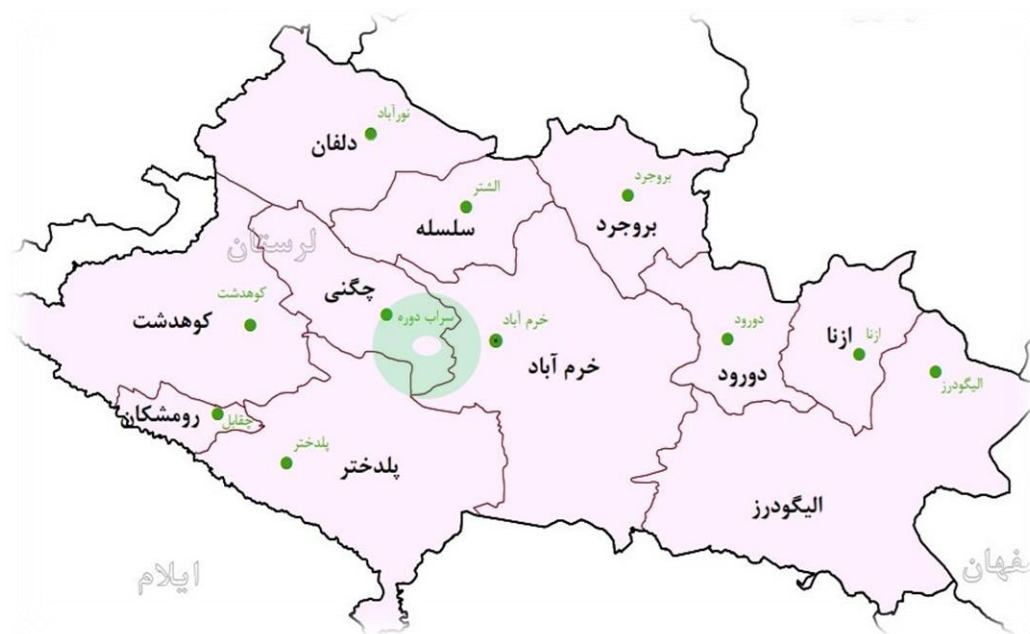 نورآباد
دلفان
الشتر
سلسله
بروجرد
بروجرد
لرستان
چگنی
سراب دوره
کوهدشت
کوهدشت
خرم آباد
خرم آباد
دورود
دورود
ازنا
ازنا
الیگودرز
الیگودرز
رومشکان
چقابل
پلدختر
پلدختر
ایلام